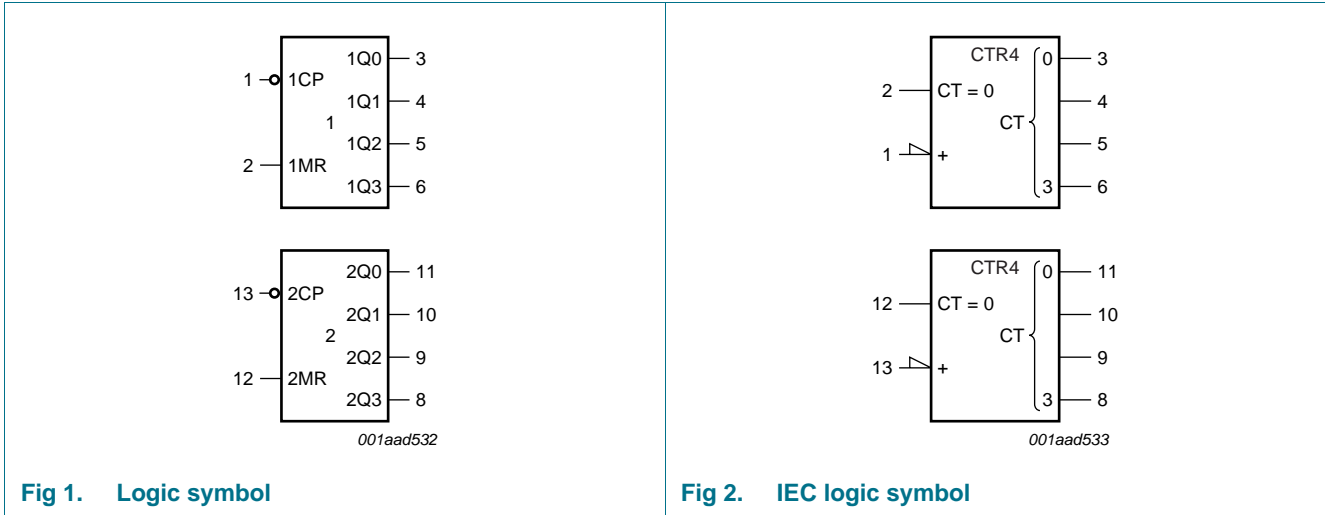 1 1CP 1Q0 3
1Q1 4
1
1Q2 5
2 1MR
1Q3 6
2Q0 11
13 2CP
2Q1 10
2
2Q2 9
12 2MR
2Q3 8
001aad532
Fig 1. Logic symbol
CTR4 0 3
2 CT = 0
4
CT
5
1 +
3 6
CTR4 0 11
12 CT = 0
10
CT
9
13 +
3 8
001aad533
Fig 2. IEC logic symbol